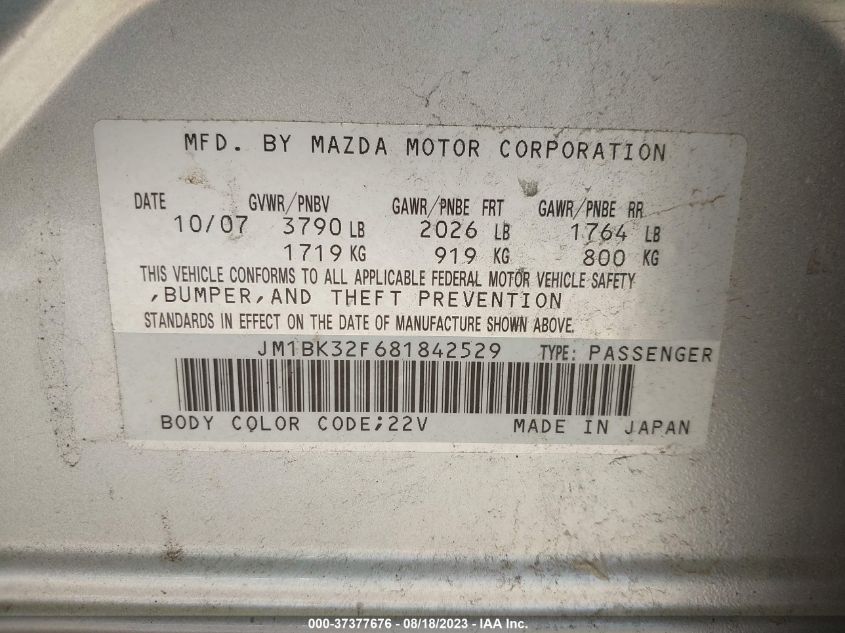 MFD. BY MAZDA MOTOR CORPORATION
DATE GVWR/PNBV GAWR/PNBE FRT GAWR/PNBE RR
10/07 3790 LB 2026 LB 1764 LB
1719 KG 919 KG 800 KG
THIS VEHICLE CONFORMS TO ALL APPLICABLE FEDERAL MOTOR VEHICLE SAFETY
,BUMPER,AND THEFT PREVENTION
STANDARDS IN EFFECT ON THE DATE OF MANUFACTURE SHOWN ABOVE.
JM1BK32F681842529 TYPE: PASSENGER
BODY COLOR CODE;22V MADE IN JAPAN
000-37377676 - 08/18/2023 - IAA Inc.